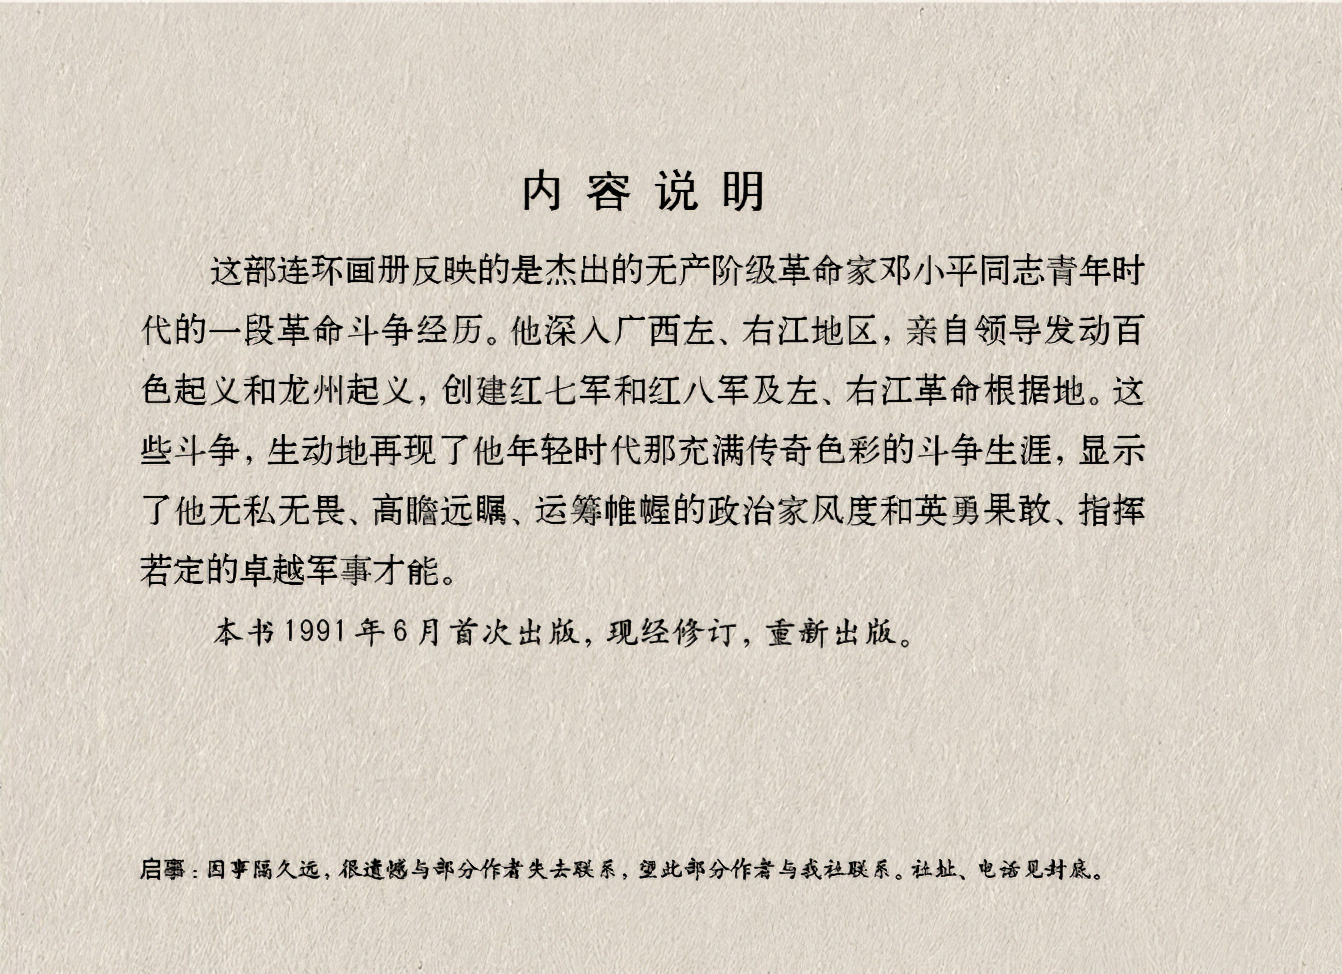 内容说明
这部连环画册反映的是杰出的无产阶级革命家邓小平同志青年时
代的一段革命斗争经历。他深入广西左、右江地区，亲自领导发动百
色起义和龙州起义，创建红七军和红八军及左、右江革命根据地。这
些斗争，生动地再现了他年轻时代那充满传奇色彩的斗争生涯，显示
了他无私无畏、高瞻远瞩、运筹帷幄的政治家风度和英勇果敢、指挥
若定的卓越军事才能。
本书1991年6月首次出版，现经修订，重新出版。
启事：因事隔久远，很遗憾与部分作者失去联系，望此部分作者与我社联系。社址、电话见封底。